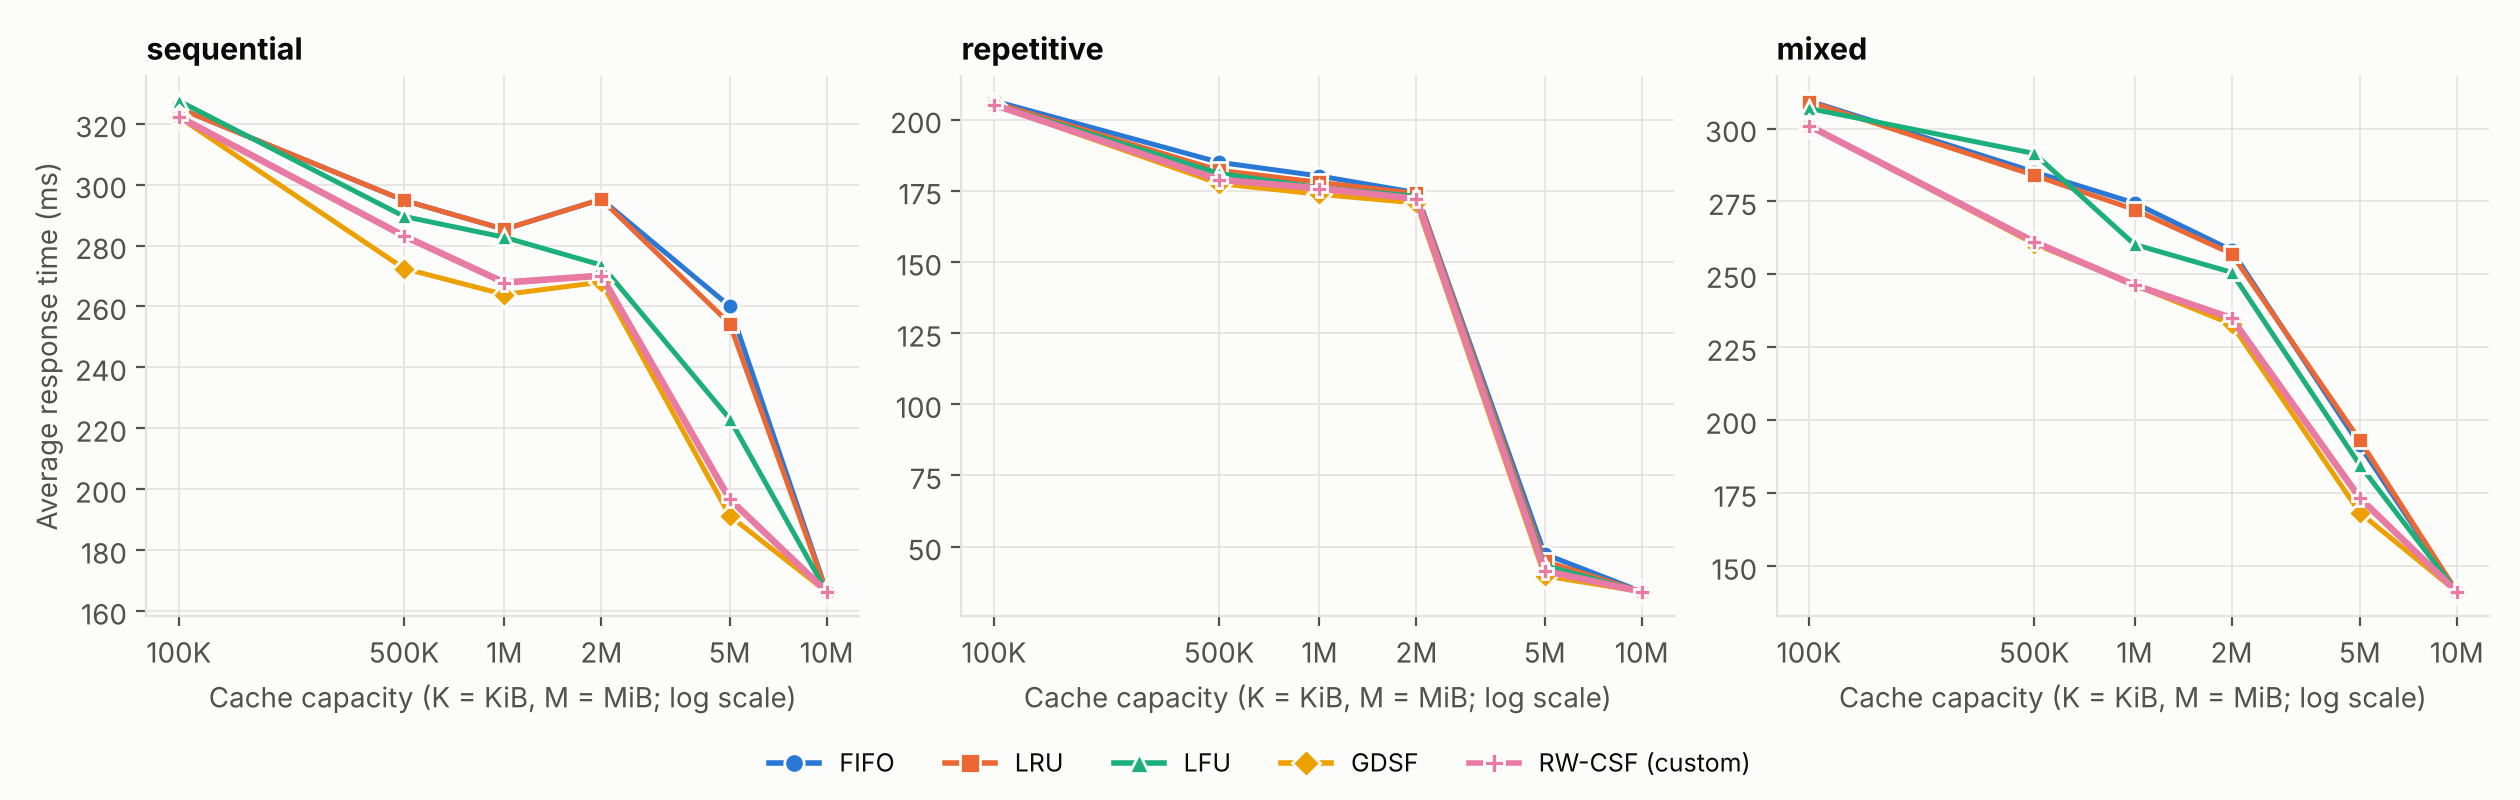 sequential
repetitive
mixed
Average response time (ms)
320
300
280
260
240
220
200
180
160
200
175
150
125
100
75
50
300
275
250
225
200
175
150
100K 500K 1M 2M 5M 10M
100K 500K 1M 2M 5M 10M
100K 500K 1M 2M 5M 10M
Cache capacity (K = KiB, M = MiB; log scale)
Cache capacity (K = KiB, M = MiB; log scale)
Cache capacity (K = KiB, M = MiB; log scale)
FIFO LRU LFU GDSF RW-CSF (custom)